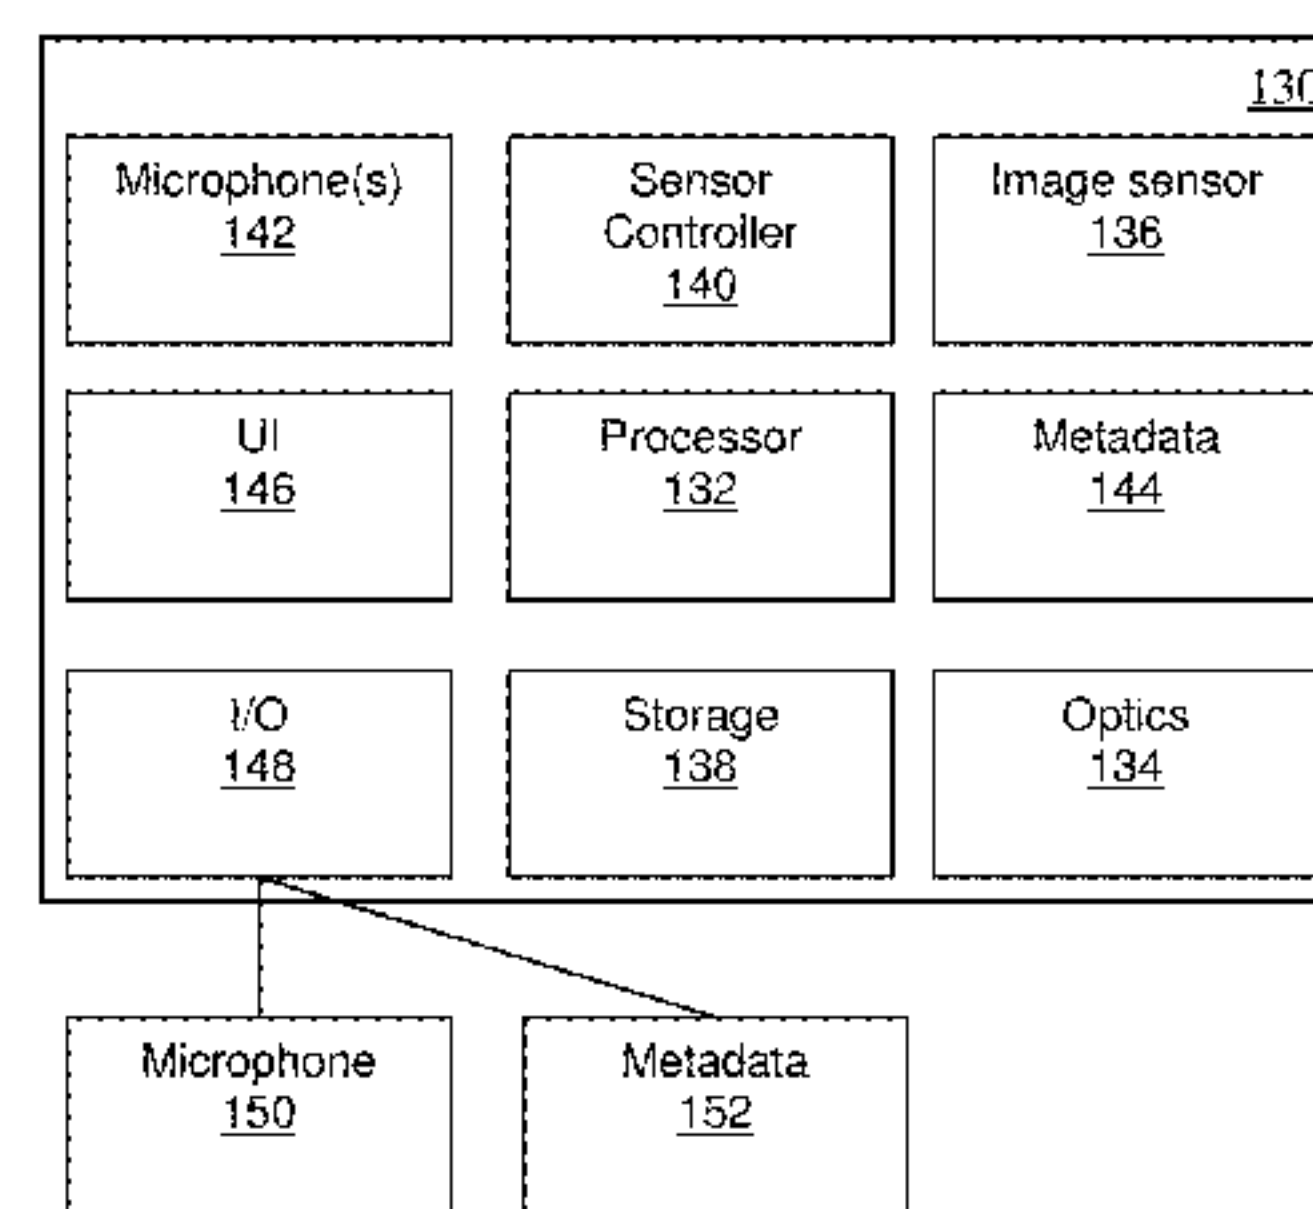 130
Microphone(s)
142
Sensor
Controller
140
Image sensor
136
UI
146
Processor
132
Metadata
144
I/O
148
Storage
138
Optics
134
Microphone
150
Metadata
152